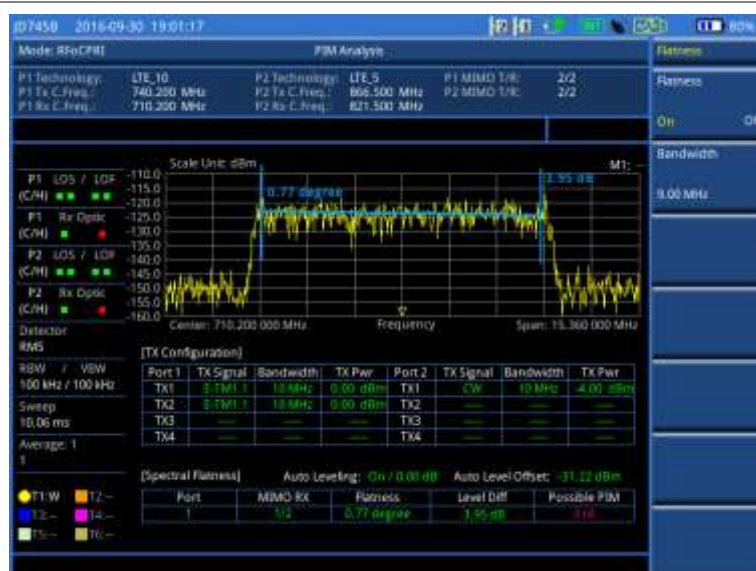 JD745B 2016-09-30 19:01:17 INT 80%
Mode: RFoCPRI PIM Analysis
P1 Technology: LTE_10 P2 Technology: LTE_5 P1 MIMO T/R: 2/2
P1 Tx C.Freq.: 740.200 MHz P2 Tx C.Freq.: 866.500 MHz P2 MIMO T/R: 2/2
P1 Rx C.Freq.: 710.200 MHz P2 Rx C.Freq.: 821.500 MHz
Scale Unit: dBm M1: --
0.77 degree
3.95 dB
-110.0
-115.0
-120.0
-125.0
-130.0
-135.0
-140.0
-145.0
-150.0
-155.0
-160.0
Center: 710.200 000 MHz Frequency Span: 15.360 000 MHz
P1 LOS / LOF
(C/H)
P1 Rx Optic
(C/H)
P2 LOS / LOF
(C/H)
P2 Rx Optic
(C/H)
Detector
RMS
RBW / VBW
100 kHz / 100 kHz
Sweep
10.06 ms
Average: 1
1
T1:W T2:--
T3:-- T4:--
T5:-- T6:--
[TX Configuration]
Port 1 TX Signal Bandwidth TX Pwr Port 2 TX Signal Bandwidth TX Pwr
TX1 E-TM1.1 10 MHz 0.00 dBm TX1 CW 10 MHz -4.00 dBm
TX2 E-TM1.1 10 MHz 0.00 dBm TX2 ---- ---- ----
TX3 ---- ---- ---- TX3 ---- ---- ----
TX4 ---- ---- ---- TX4 ---- ---- ----
[Spectral Flatness] Auto Leveling: On / 0.00 dB Auto Level Offset: -31.22 dBm
Port MIMO RX Flatness Level Diff Possible PIM
1 1/2 0.77 degree 3.95 dB
Flatness
Flatness
On
Bandwidth
9.00 MHz